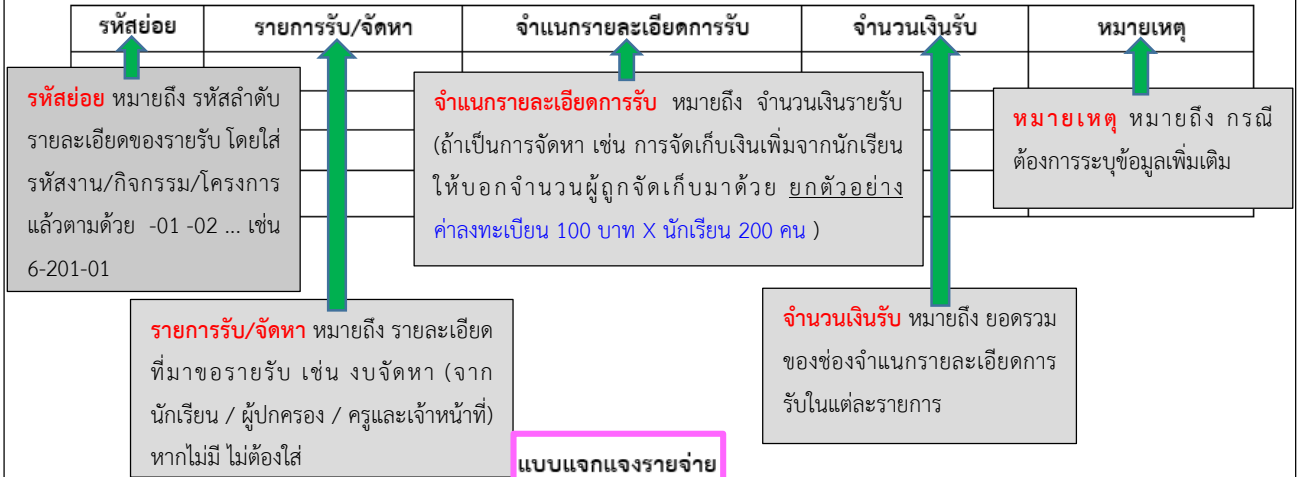 รหัสย่อย รายการรับ/จัดหา จำแนกรายละเอียดการรับ จำนวนเงินรับ หมายเหตุ
รหัสย่อย หมายถึง รหัสลำดับ
รายละเอียดของรายรับ โดยใส่
รหัสงาน/กิจกรรม/โครงการ
แล้วตามด้วย -01 -02 ... เช่น
6-201-01
จำแนกรายละเอียดการรับ หมายถึง จำนวนเงินรายรับ
(ถ้าเป็นการจัดหา เช่น การจัดเก็บเงินเพิ่มจากนักเรียน
ให้บอกจำนวนผู้ถูกจัดเก็บมาด้วย ยกตัวอย่าง
ค่าลงทะเบียน 100 บาท X นักเรียน 200 คน )
หมายเหตุ หมายถึง กรณี
ต้องการระบุข้อมูลเพิ่มเติม
รายการรับ/จัดหา หมายถึง รายละเอียด
ที่มาขอรายรับ เช่น งบจัดหา (จาก
นักเรียน / ผู้ปกครอง / ครูและเจ้าหน้าที่)
หากไม่มี ไม่ต้องใส่
จำนวนเงินรับ หมายถึง ยอดรวม
ของช่องจำแนกรายละเอียดการ
รับในแต่ละรายการ
แบบแจกแจงรายจ่าย